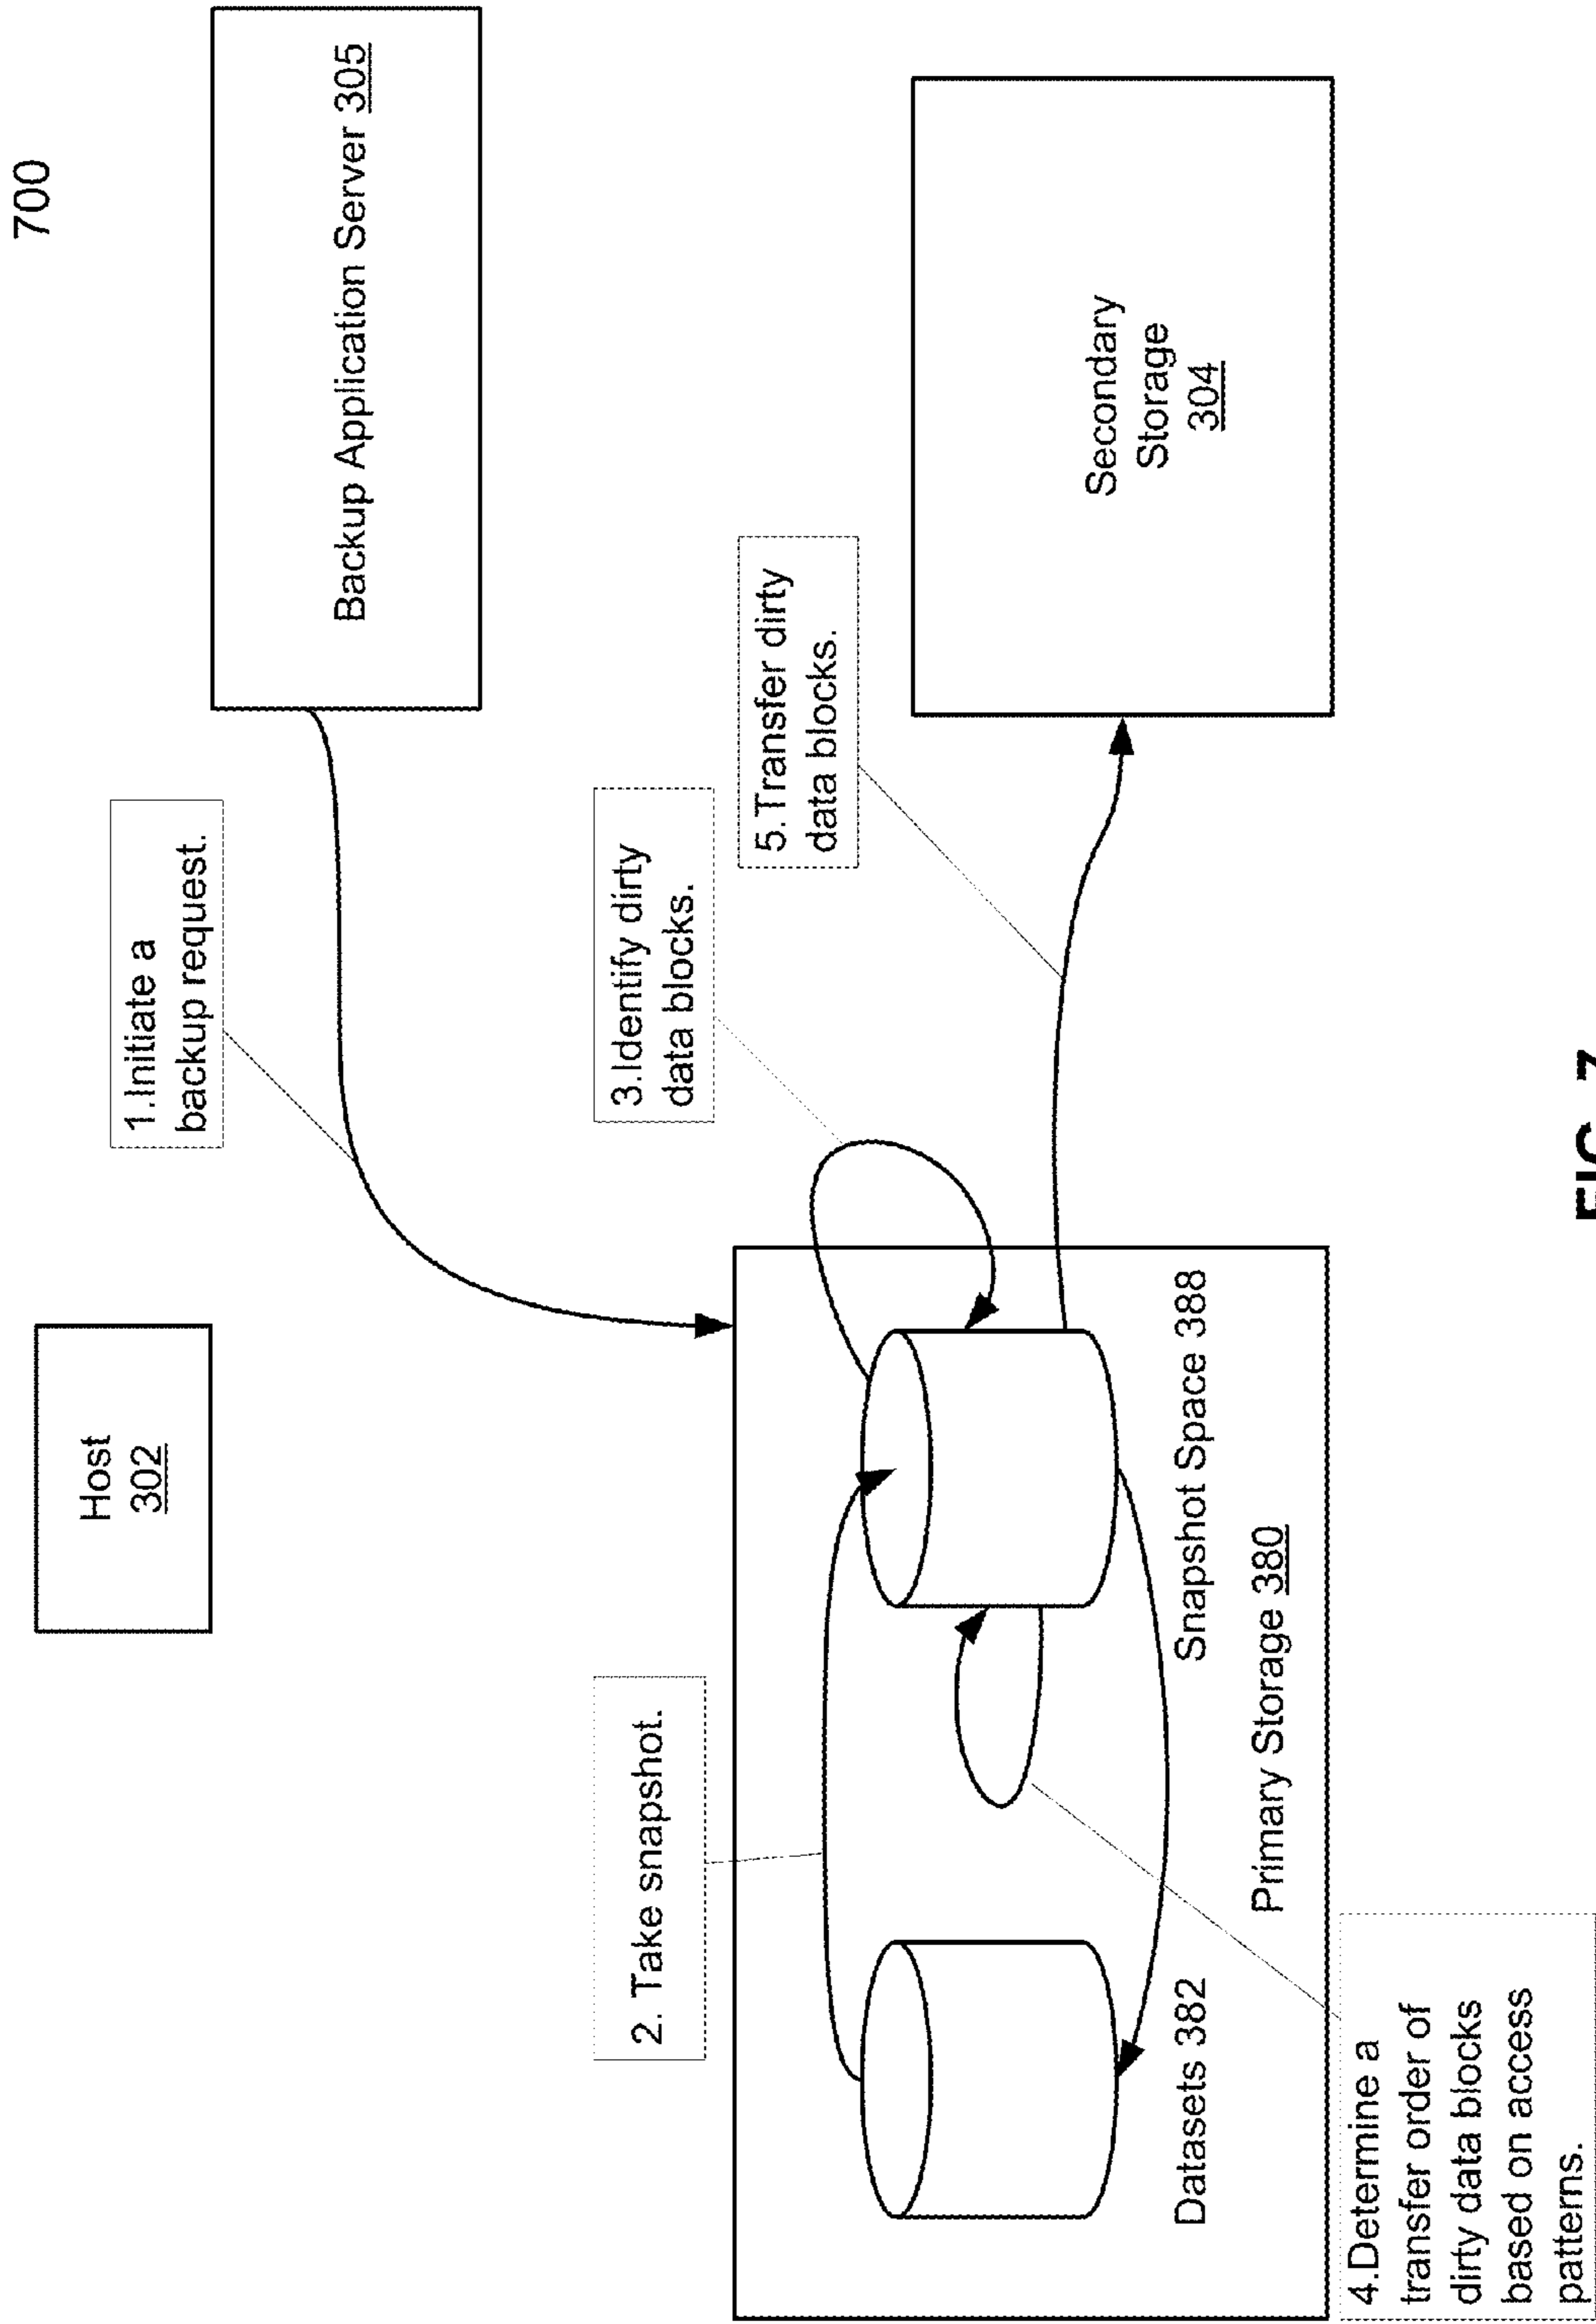 700
Host
302
Backup Application Server 305
1.Initiate a
backup request.
2. Take snapshot.
3.Identify dirty
data blocks.
5.Transfer dirty
data blocks.
Datasets 382
Snapshot Space 388
Primary Storage 380
Secondary
Storage
304
4.Determine a
transfer order of
dirty data blocks
based on access
patterns.
FIG. 7